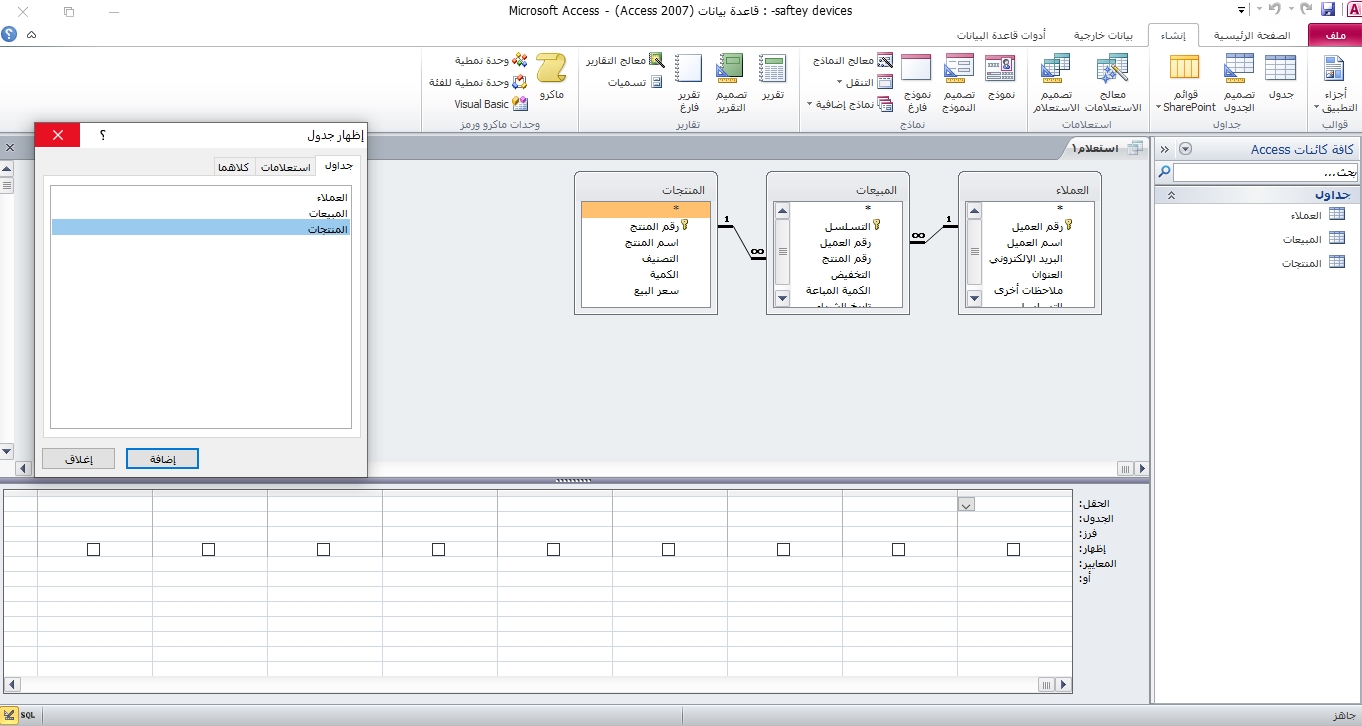 saftey devices- : قاعدة بيانات (Access 2007) - Microsoft Access
ملف
الصفحة الرئيسية
إنشاء
بيانات خارجية
أدوات قاعدة البيانات
أجزاء التطبيق
قوالب
جدول
تصميم الجدول
قوائم SharePoint
جداول
معالج الاستعلامات
تصميم الاستعلام
استعلامات
نموذج
تصميم النموذج
نموذج فارغ
معالج النماذج
التنقل
نماذج إضافية
نماذج
تقرير
تصميم التقرير
تقرير فارغ
معالج التقارير
تسميات
تقارير
ماكرو
وحدة نمطية
وحدة نمطية للفئة
Visual Basic
وحدات ماكرو ورمز
كافة كائنات Access
بحث...
جداول
العملاء
المبيعات
المنتجات
استعلام١
العملاء
*
رقم العميل
اسم العميل
البريد الإلكتروني
العنوان
ملاحظات أخرى
1
∞
المبيعات
*
التسلسل
رقم العميل
رقم المنتج
التخفيض
الكمية المباعة
تاريخ الشراء
1
∞
المنتجات
*
رقم المنتج
اسم المنتج
التصنيف
الكمية
سعر البيع
إظهار جدول
؟
جداول
استعلامات
كلاهما
العملاء
المبيعات
المنتجات
إضافة
إغلاق
الحقل:
الجدول:
فرز:
إظهار:
المعايير:
أو:
جاهز
SQL